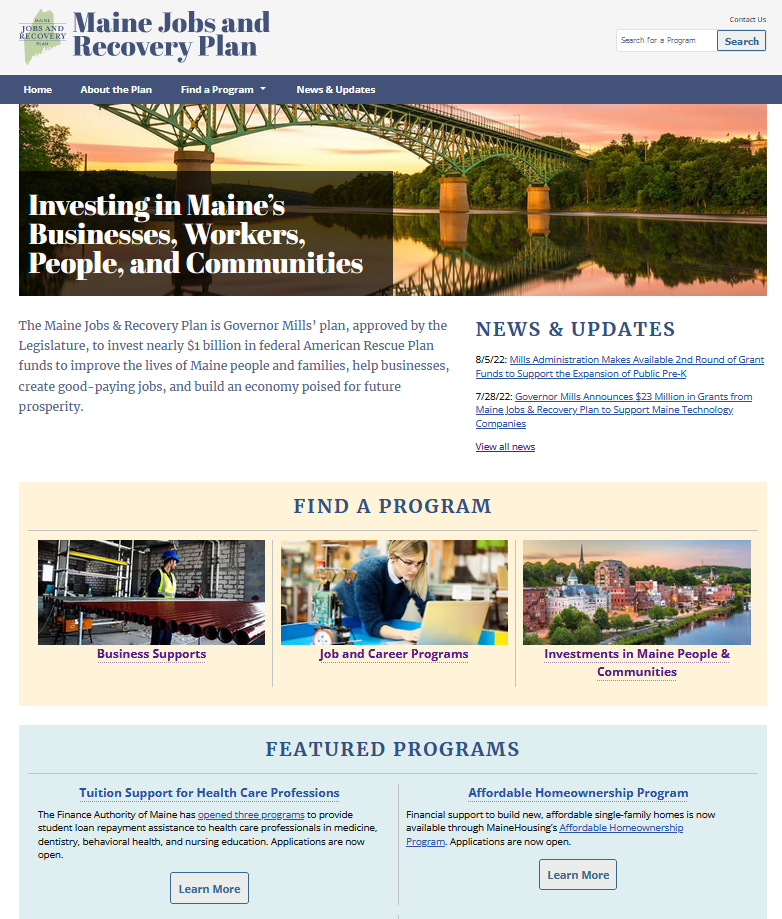 MAINE
JOBS AND
RECOVERY
PLAN
Maine Jobs and
Recovery Plan
Contact Us
Search for a Program
Search
Home
About the Plan
Find a Program
News & Updates
Investing in Maine's
Businesses, Workers,
People, and Communities
The Maine Jobs & Recovery Plan is Governor Mills' plan, approved by the
Legislature, to invest nearly $1 billion in federal American Rescue Plan
funds to improve the lives of Maine people and families, help businesses,
create good-paying jobs, and build an economy poised for future
prosperity.
NEWS & UPDATES
8/5/22: Mills Administration Makes Available 2nd Round of Grant
Funds to Support the Expansion of Public Pre-K
7/28/22: Governor Mills Announces $23 Million in Grants from
Maine Jobs & Recovery Plan to Support Maine Technology
Companies
View all news
FIND A PROGRAM
Business Supports
Job and Career Programs
Investments in Maine People &
Communities
FEATURED PROGRAMS
Tuition Support for Health Care Professions
The Finance Authority of Maine has opened three programs to provide
student loan repayment assistance to health care professionals in medicine,
dentistry, behavioral health, and nursing education. Applications are now
open.
Learn More
Affordable Homeownership Program
Financial support to build new, affordable single-family homes is now
available through MaineHousing's Affordable Homeownership
Program. Applications are now open.
Learn More